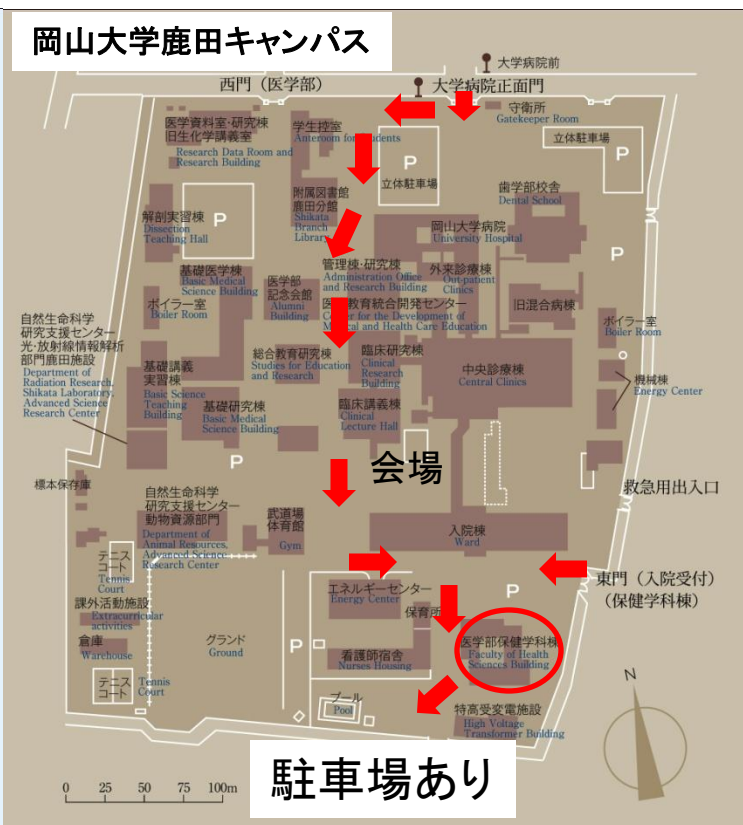 岡山大学鹿田キャンパス
大学病院前
西門（医学部）
大学病院正面門
守衛所
Gatekeeper Room
医学資料室・研究棟
旧生化学講義室
Research Data Room and
Research Building
学生控室
Anteroom for Students
P
立体駐車場
立体駐車場
P
歯学部校舎
Dental School
附属図書館
鹿田分館
Shikata
Branch
Library
解剖実習棟
Dissection
Teaching Hall
P
岡山大学病院
University Hospital
P
管理棟・研究棟
Administration Office
and Research Building
外来診療棟
Out-patient
Clinics
基礎医学棟
Basic Medical
Science Building
医学部
記念会館
Alumni
Building
ボイラー室
Boiler Room
医療教育統合開発センター
Center for the Development of
Medical and Health Care Education
旧混合病棟
ボイラー室
Boiler Room
自然生命科学
研究支援センター
光・放射線情報解析
部門鹿田施設
Department of
Radiation Research,
Shikata Laboratory,
Advanced Science
Research Center
総合教育研究棟
Studies for Education
and Research
臨床研究棟
Clinical
Research
Building
中央診療棟
Central Clinics
機械棟
Energy Center
基礎講義
実習棟
Basic Science
Teaching
Building
基礎研究棟
Basic Medical
Science Building
臨床講義棟
Clinical
Lecture Hall
P
会場
標本保存庫
救急用出入口
自然生命科学
研究支援センター
動物資源部門
Department of
Animal Resources,
Advanced Science
Research Center
武道場
体育館
Gym
入院棟
Ward
テニス
コート
Tennis
Court
東門（入院受付）
（保健学科棟）
エネルギーセンター
Energy Center
P
保育所
課外活動施設
Extracurricular
activities
倉庫
Warehouse
グランド
Ground
P
看護師宿舎
Nurses Housing
医学部保健学科棟
Faculty of Health
Sciences Building
テニス
コート
Tennis
Court
プール
Pool
特高受変電施設
High Voltage
Transformer Building
N
駐車場あり
0 25 50 75 100m